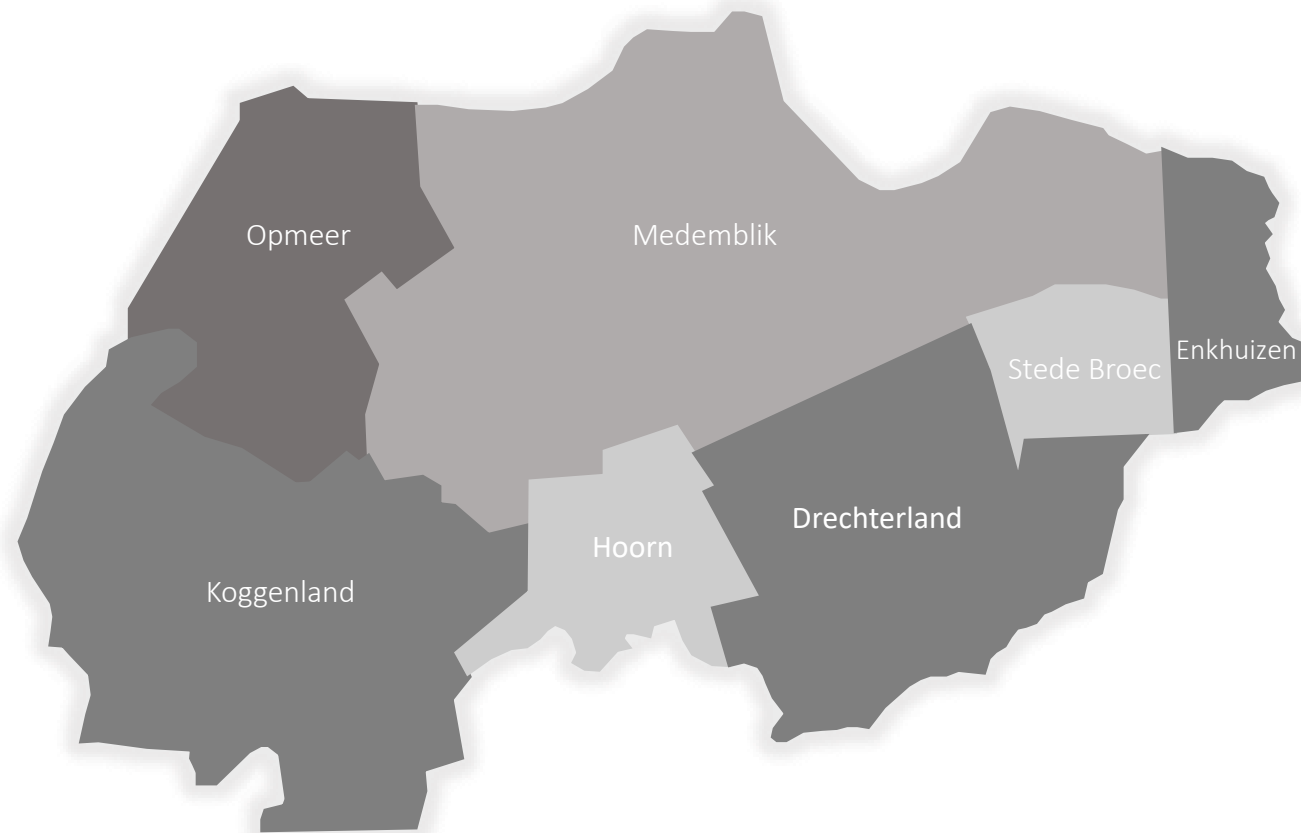 Opmeer
Medemblik
Enkhuizen
Stede Broec
Drechterland
Hoorn
Koggenland